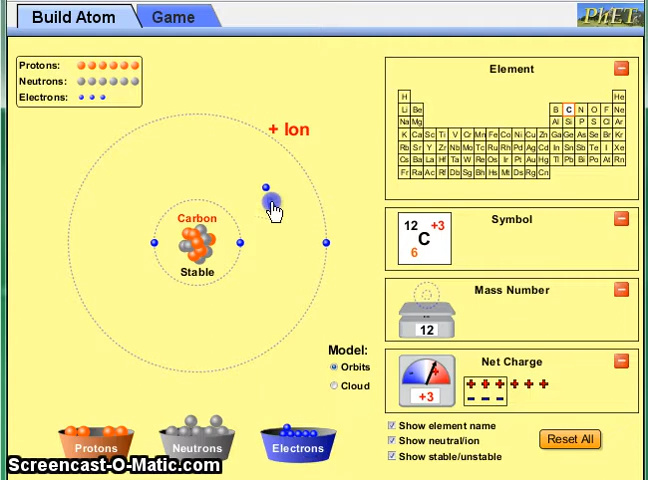 Build Atom
Game
PhET
Protons:
Neutrons:
Electrons:
+ Ion
Carbon
Stable
Model:
Orbits
Cloud
Protons
Neutrons
Electrons
Element
H He
Li Be B C N O F Ne
Na Mg Al Si P S Cl Ar
K Ca Sc Ti V Cr Mn Fe Co Ni Cu Zn Ga Ge As Se Br Kr
Rb Sr Y Zr Nb Mo Tc Ru Rh Pd Ag Cd In Sn Sb Te I Xe
Cs Ba La Hf Ta W Re Os Ir Pt Au Hg Tl Pb Bi Po At Rn
Fr Ra Ac Rf Db Sg Bh Hs Mt Ds Rg Cn
Symbol
12 +3
C
6
Mass Number
12
Net Charge
- +
+3
+ + + + + +
- - -
Show element name
Show neutral/ion
Show stable/unstable
Reset All
Screencast-O-Matic.com